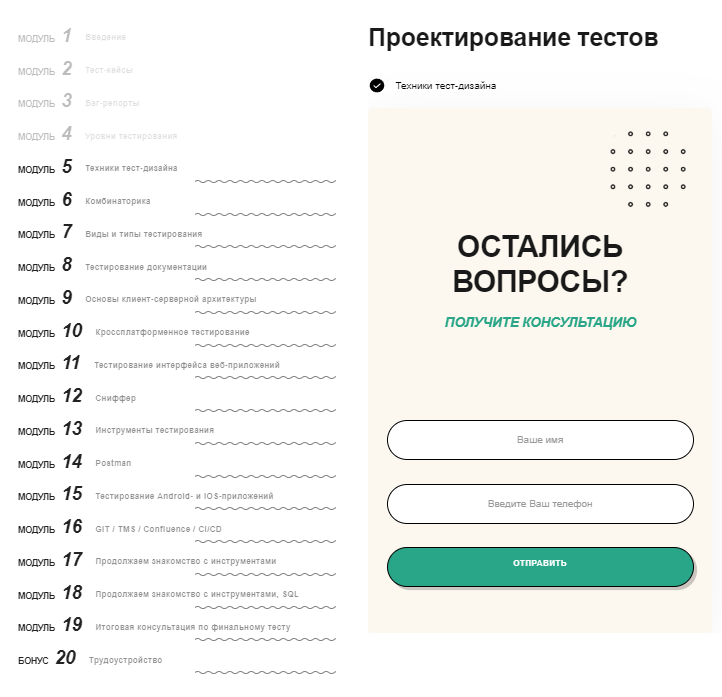 МОДУЛЬ 1 Введение
МОДУЛЬ 2 Тест-кейсы
МОДУЛЬ 3 Баг-репорты
МОДУЛЬ 4 Уровни тестирования
МОДУЛЬ 5 Техники тест-дизайна
МОДУЛЬ 6 Комбинаторика
МОДУЛЬ 7 Виды и типы тестирования
МОДУЛЬ 8 Тестирование документации
МОДУЛЬ 9 Основы клиент-серверной архитектуры
МОДУЛЬ 10 Кроссплатформенное тестирование
МОДУЛЬ 11 Тестирование интерфейса веб-приложений
МОДУЛЬ 12 Сниффер
МОДУЛЬ 13 Инструменты тестирования
МОДУЛЬ 14 Postman
МОДУЛЬ 15 Тестирование Android- и iOS-приложений
МОДУЛЬ 16 GIT / TMS / Confluence / CI/CD
МОДУЛЬ 17 Продолжаем знакомство с инструментами
МОДУЛЬ 18 Продолжаем знакомство с инструментами, SQL
МОДУЛЬ 19 Итоговая консультация по финальному тесту
БОНУС 20 Трудоустройство
Проектирование тестов
Техники тест-дизайна
ОСТАЛИСЬ
ВОПРОСЫ?
ПОЛУЧИТЕ КОНСУЛЬТАЦИЮ
Ваше имя
Введите Ваш телефон
ОТПРАВИТЬ